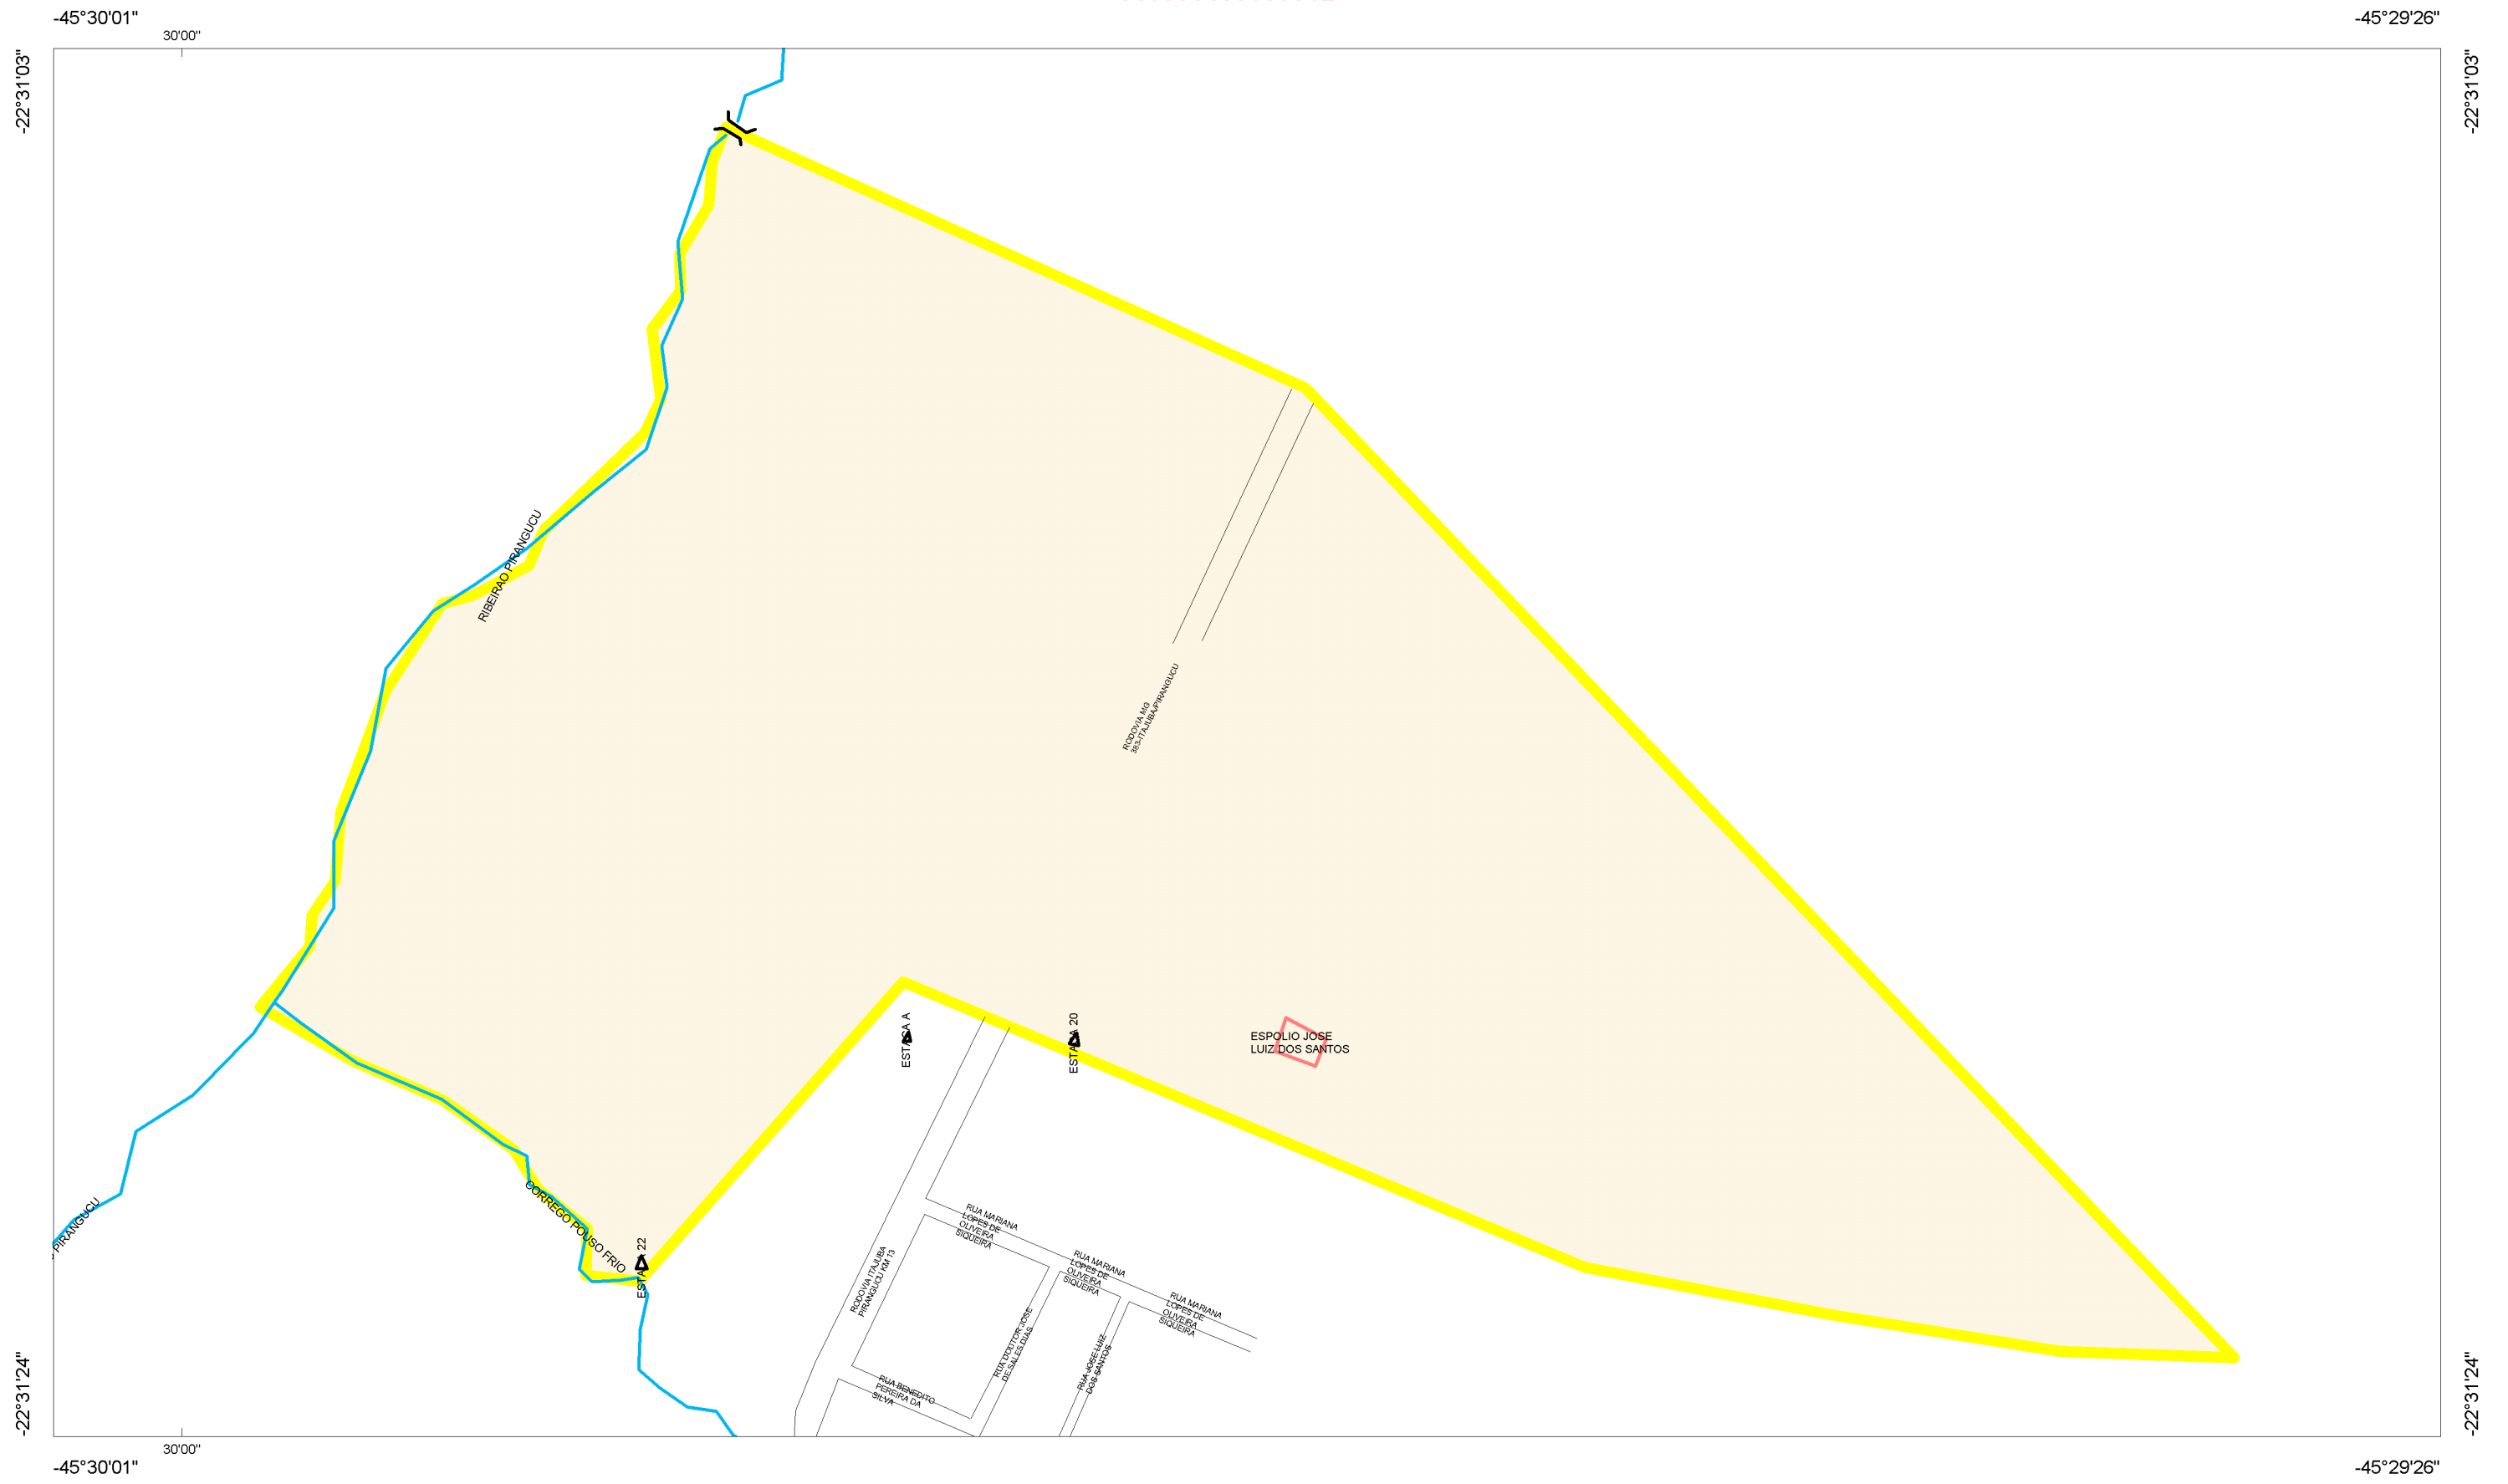 -45°30'01"
-45°29'26"
30'00"
-22°31'03"
-22°31'03"
RIBEIRAO PIRANGUCU
RODOVIA MG
383-ITAJUBA/PIRANGUCU
ESTACA A
ESTACA 20
ESPOLIO JOSE
LUIZ DOS SANTOS
CORREGO POUSO FRIO
PIRANGUCU
ESTACA 22
RUA MARIANA
LOPES DE
OLIVEIRA
SIQUEIRA
RUA MARIANA
LOPES DE
OLIVEIRA
SIQUEIRA
RUA MARIANA
LOPES DE
OLIVEIRA
SIQUEIRA
RODOVIA ITAJUBA
PIRANGUCU KM 13
RUA DOUTOR JOSE
DE SALES DIAS
RUA JOSE LUIZ
DOS SANTOS
RUA BENEDITO
PEREIRA DA
SILVA
-22°31'24"
-22°31'24"
30'00"
-45°30'01"
-45°29'26"